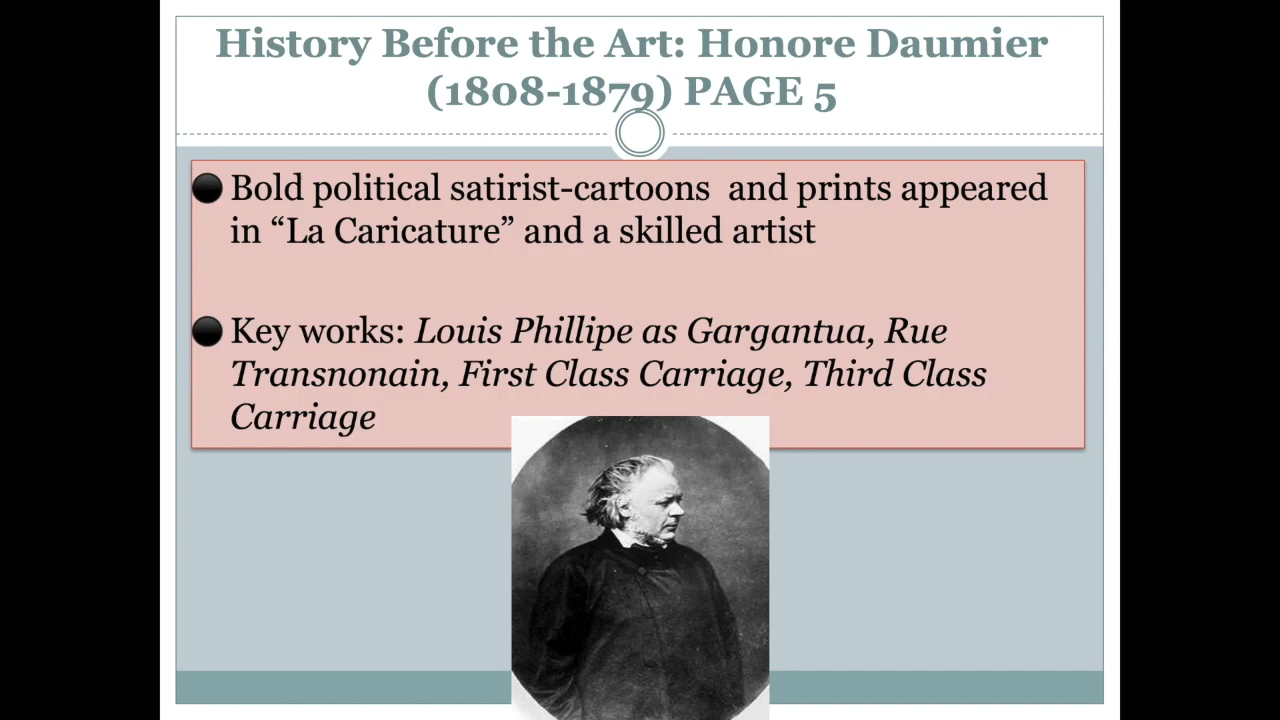 History Before the Art: Honore Daumier
(1808-1879) PAGE 5
Bold political satirist-cartoons  and prints appeared
in “La Caricature” and a skilled artist
Key works: Louis Phillipe as Gargantua, Rue
Transnonain, First Class Carriage, Third Class
Carriage